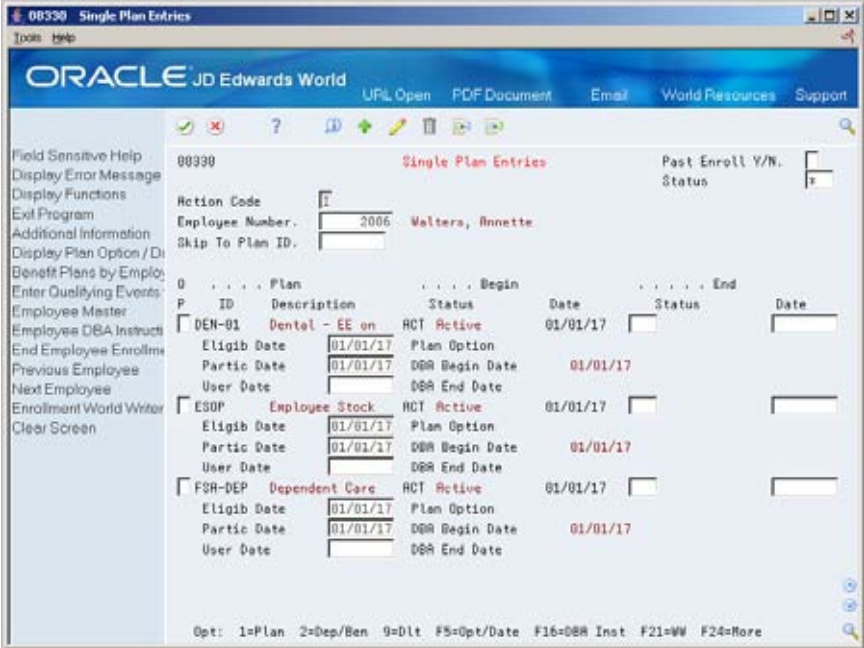 08330 Single Plan Entries
Tools Help
ORACLE JD Edwards World
URL Open PDF Document Email World Resources Support
Field Sensitive Help
Display Error Message
Display Functions
Exit Program
Additional Information
Display Plan Option / Da
Benefit Plans by Employ
Enter Qualifying Events
Employee Master
Employee DBA Instructi
End Employee Enrollme
Previous Employee
Next Employee
Enrollment World Writer
Clear Screen
08330 Single Plan Entries Past Enroll Y/N.
Status *
Action Code I
Employee Number. 2006 Walters, Annette
Skip To Plan ID.
O . . . . Plan . . . . Begin . . . . . End
P ID Description Status Date Status Date
DEN-01 Dental - EE on ACT Active 01/01/17
Eligib Date 01/01/17 Plan Option
Partic Date 01/01/17 DBA Begin Date 01/01/17
User Date DBA End Date
ESOP Employee Stock ACT Active 01/01/17
Eligib Date 01/01/17 Plan Option
Partic Date 01/01/17 DBA Begin Date 01/01/17
User Date DBA End Date
FSA-DEP Dependent Care ACT Active 01/01/17
Eligib Date 01/01/17 Plan Option
Partic Date 01/01/17 DBA Begin Date 01/01/17
User Date DBA End Date
Opt: 1=Plan 2=Dep/Ben 9=Dlt F5=Opt/Date F16=DBA Inst F21=WW F24=More